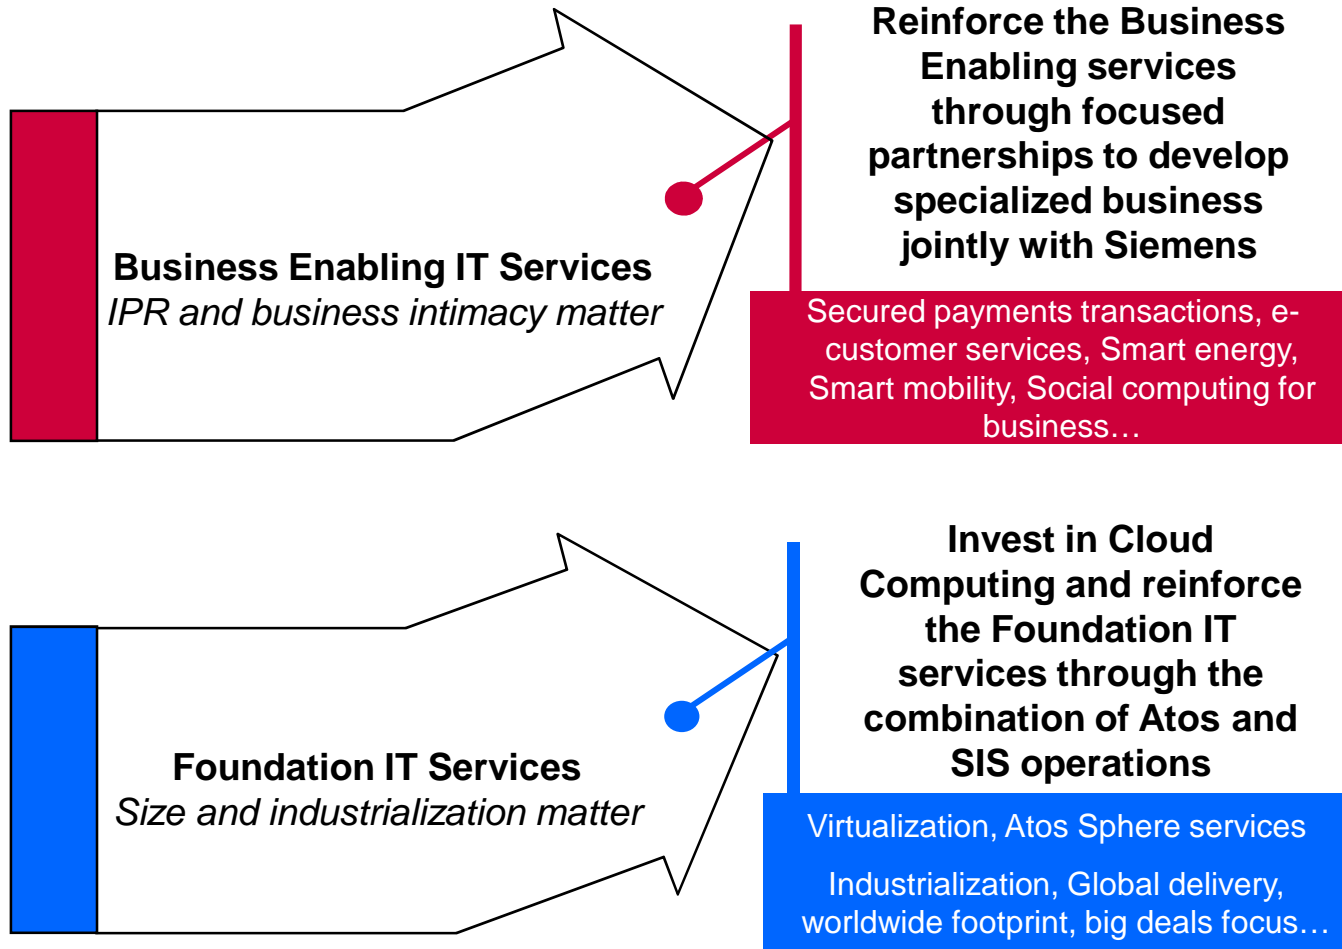 Reinforce the Business
Enabling services
through focused
partnerships to develop
specialized business
jointly with Siemens
Business Enabling IT Services
IPR and business intimacy matter
Secured payments transactions, e-
customer services, Smart energy,
Smart mobility, Social computing for
business…
Invest in Cloud
Computing and reinforce
the Foundation IT
services through the
combination of Atos and
SIS operations
Foundation IT Services
Size and industrialization matter
Virtualization, Atos Sphere services
Industrialization, Global delivery,
worldwide footprint, big deals focus…